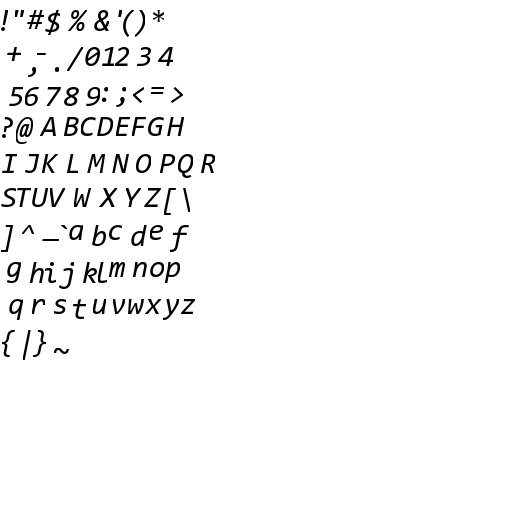 !"#$%&'()*
+,-./01234
56789:;<=>
?@ABCDEFGH
IJKLMNOPQR
STUVWXYZ[\
]^_`abcdef
ghijklmnop
qrstuvwxyz
{|}~